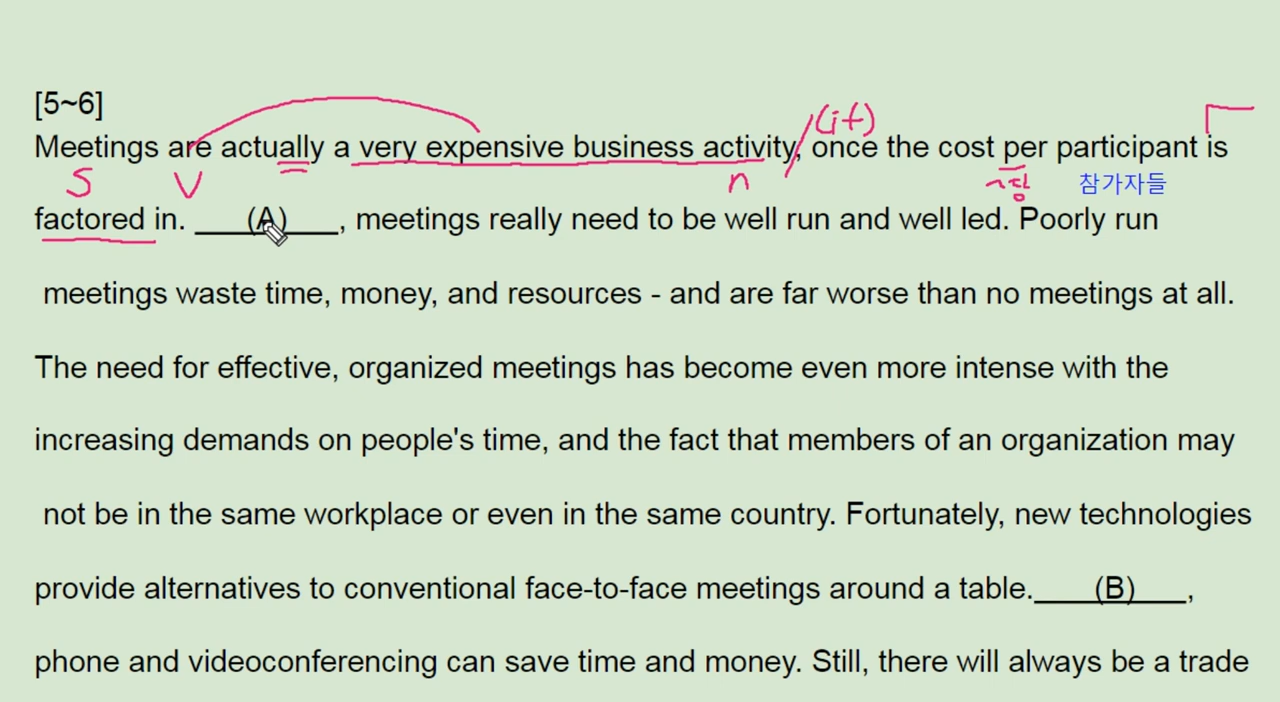 [5~6]
(if)
Meetings are actually a very expensive business activity, once the cost per participant is
S V n ~당 참가자들
factored in. ____(A)____, meetings really need to be well run and well led. Poorly run
meetings waste time, money, and resources - and are far worse than no meetings at all.
The need for effective, organized meetings has become even more intense with the
increasing demands on people's time, and the fact that members of an organization may
not be in the same workplace or even in the same country. Fortunately, new technologies
provide alternatives to conventional face-to-face meetings around a table.____(B)____,
phone and videoconferencing can save time and money. Still, there will always be a trade